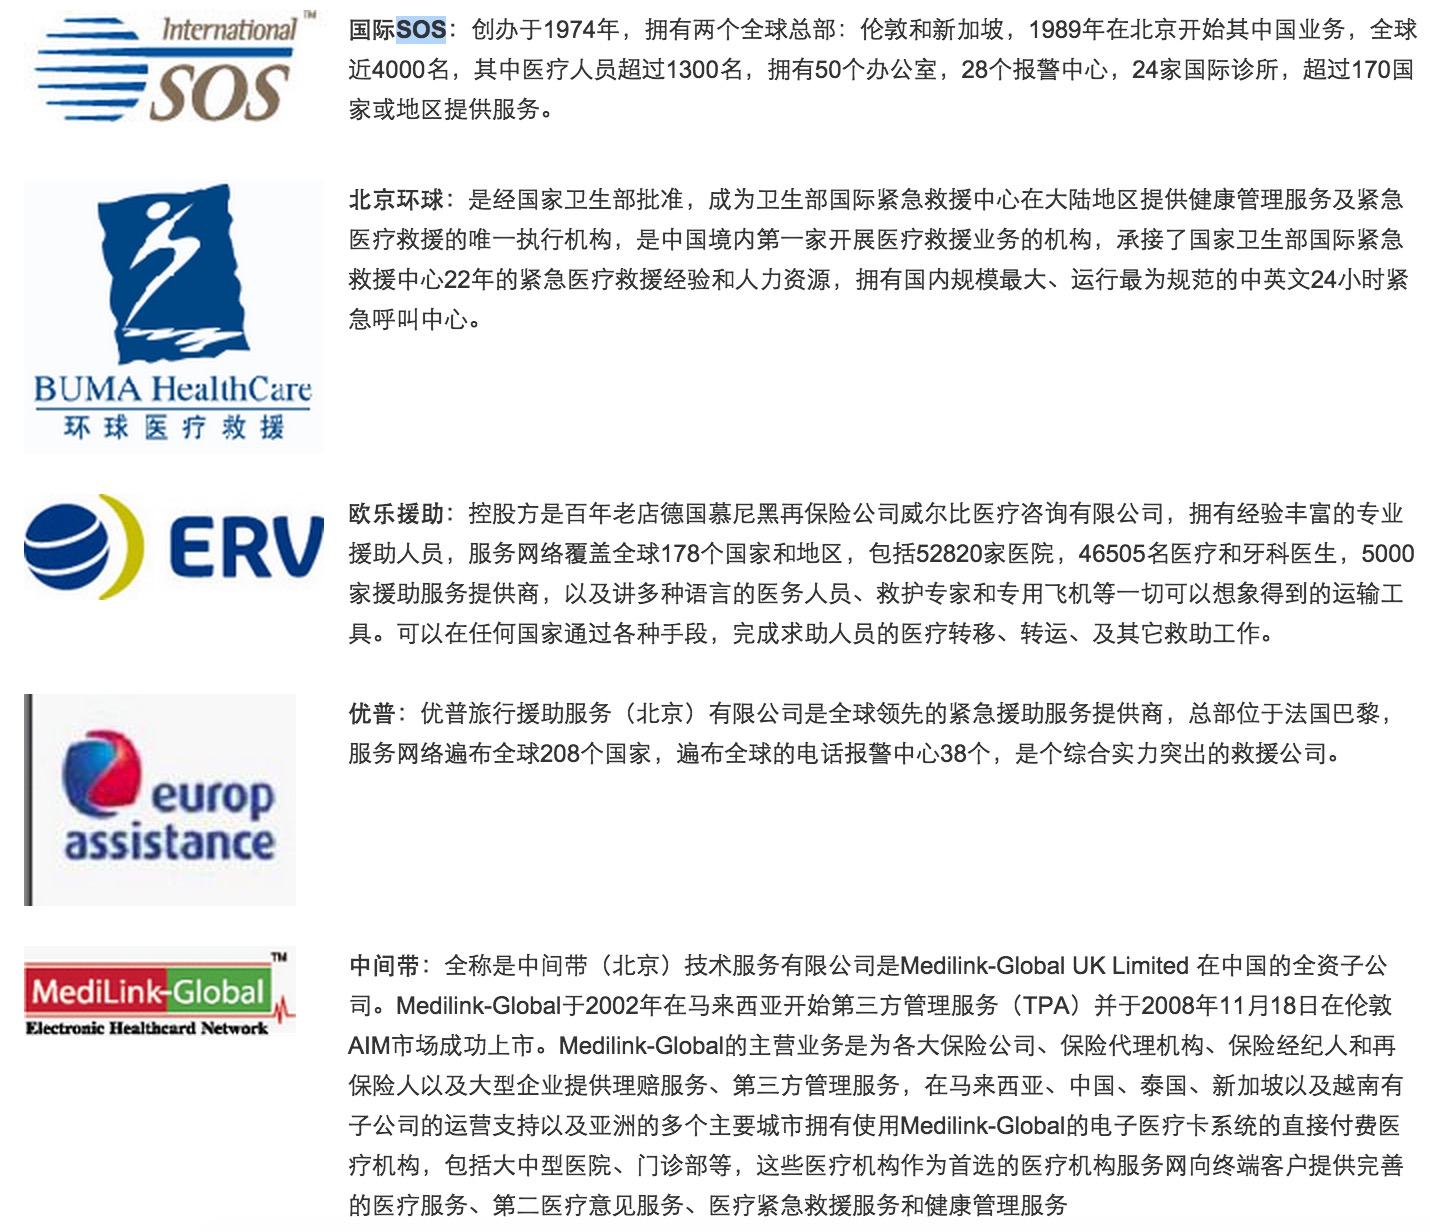 International™
SOS
国际SOS：创办于1974年，拥有两个全球总部：伦敦和新加坡，1989年在北京开始其中国业务，全球
近4000名，其中医疗人员超过1300名，拥有50个办公室，28个报警中心，24家国际诊所，超过170国
家或地区提供服务。
BUMA HealthCare
环球医疗救援
北京环球：是经国家卫生部批准，成为卫生部国际紧急救援中心在大陆地区提供健康管理服务及紧急
医疗救援的唯一执行机构，是中国境内第一家开展医疗救援业务的机构，承接了国家卫生部国际紧急
救援中心22年的紧急医疗救援经验和人力资源，拥有国内规模最大、运行最为规范的中英文24小时紧
急呼叫中心。
ERV
欧乐援助：控股方是百年老店德国慕尼黑再保险公司威尔比医疗咨询有限公司，拥有经验丰富的专业
援助人员，服务网络覆盖全球178个国家和地区，包括52820家医院，46505名医疗和牙科医生，5000
家援助服务提供商，以及讲多种语言的医务人员、救护专家和专用飞机等一切可以想象得到的运输工
具。可以在任何国家通过各种手段，完成求助人员的医疗转移、转运、及其它救助工作。
europ
assistance
优普：优普旅行援助服务（北京）有限公司是全球领先的紧急援助服务提供商，总部位于法国巴黎，
服务网络遍布全球208个国家，遍布全球的电话报警中心38个，是个综合实力突出的救援公司。
MediLink-Global™
Electronic Healthcard Network
中间带：全称是中间带（北京）技术服务有限公司是Medilink-Global UK Limited 在中国的全资子公
司。Medilink-Global于2002年在马来西亚开始第三方管理服务（TPA）并于2008年11月18日在伦敦
AIM市场成功上市。Medilink-Global的主营业务是为各大保险公司、保险代理机构、保险经纪人和再
保险人以及大型企业提供理赔服务、第三方管理服务，在马来西亚、中国、泰国、新加坡以及越南有
子公司的运营支持以及亚洲的多个主要城市拥有使用Medilink-Global的电子医疗卡系统的直接付费医
疗机构，包括大中型医院、门诊部等，这些医疗机构作为首选的医疗机构服务网向终端客户提供完善
的医疗服务、第二医疗意见服务、医疗紧急救援服务和健康管理服务